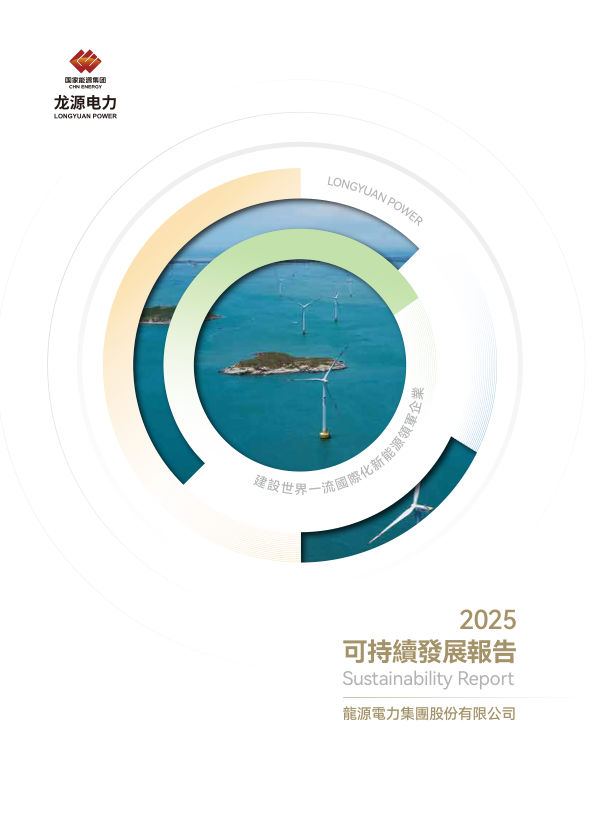 国家能源集团
CHN ENERGY
龙源电力
LONGYUAN POWER
LONGYUAN POWER
建設世界一流國際化新能源領軍企業
2025
可持續發展報告
Sustainability Report
龍源電力集團股份有限公司